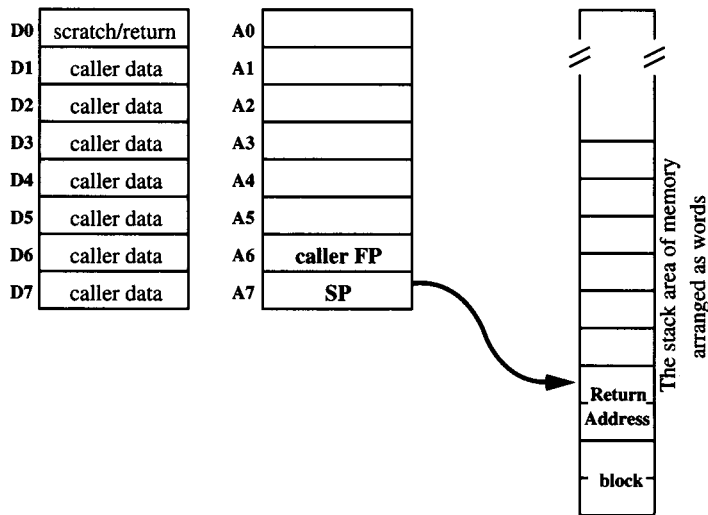 D0 scratch/return
D1 caller data
D2 caller data
D3 caller data
D4 caller data
D5 caller data
D6 caller data
D7 caller data
A0
A1
A2
A3
A4
A5
A6 caller FP
A7 SP
Return
Address
block
The stack area of memory
arranged as words